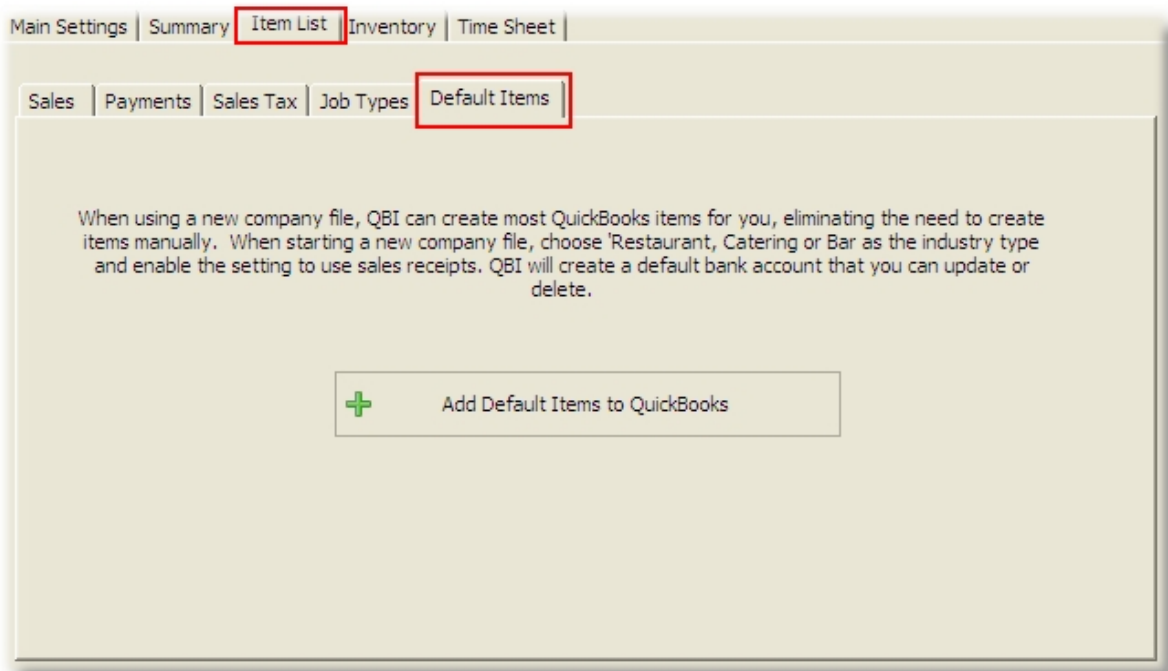 Main Settings Summary Item List Inventory Time Sheet
Sales Payments Sales Tax Job Types Default Items
When using a new company file, QBI can create most QuickBooks items for you, eliminating the need to create
items manually.  When starting a new company file, choose 'Restaurant, Catering or Bar as the industry type
and enable the setting to use sales receipts. QBI will create a default bank account that you can update or
delete.
Add Default Items to QuickBooks